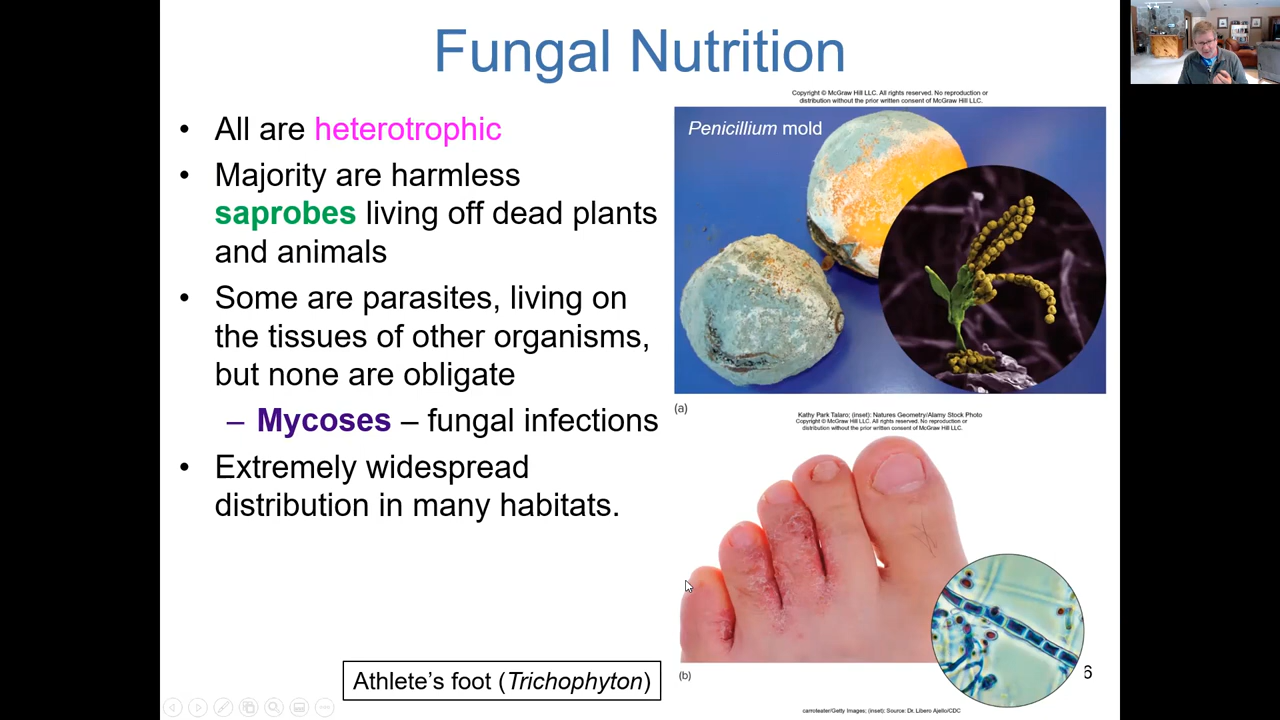 Fungal Nutrition
Copyright © McGraw Hill LLC. All rights reserved. No reproduction or
distribution without the prior written consent of McGraw Hill LLC.
• All are heterotrophic
• Majority are harmless
saprobes living off dead plants
and animals
• Some are parasites, living on
the tissues of other organisms,
but none are obligate
– Mycoses – fungal infections
• Extremely widespread
distribution in many habitats.
Penicillium mold
(a)
Kathy Park Talaro; (inset): Natures Geometry/Alamy Stock Photo
Copyright © McGraw Hill LLC. All rights reserved. No reproduction or
distribution without the prior written consent of McGraw Hill LLC.
Athlete's foot (Trichophyton)
(b)
6
carroteater/Getty Images; (inset): Source: Dr. Libero Ajello/CDC